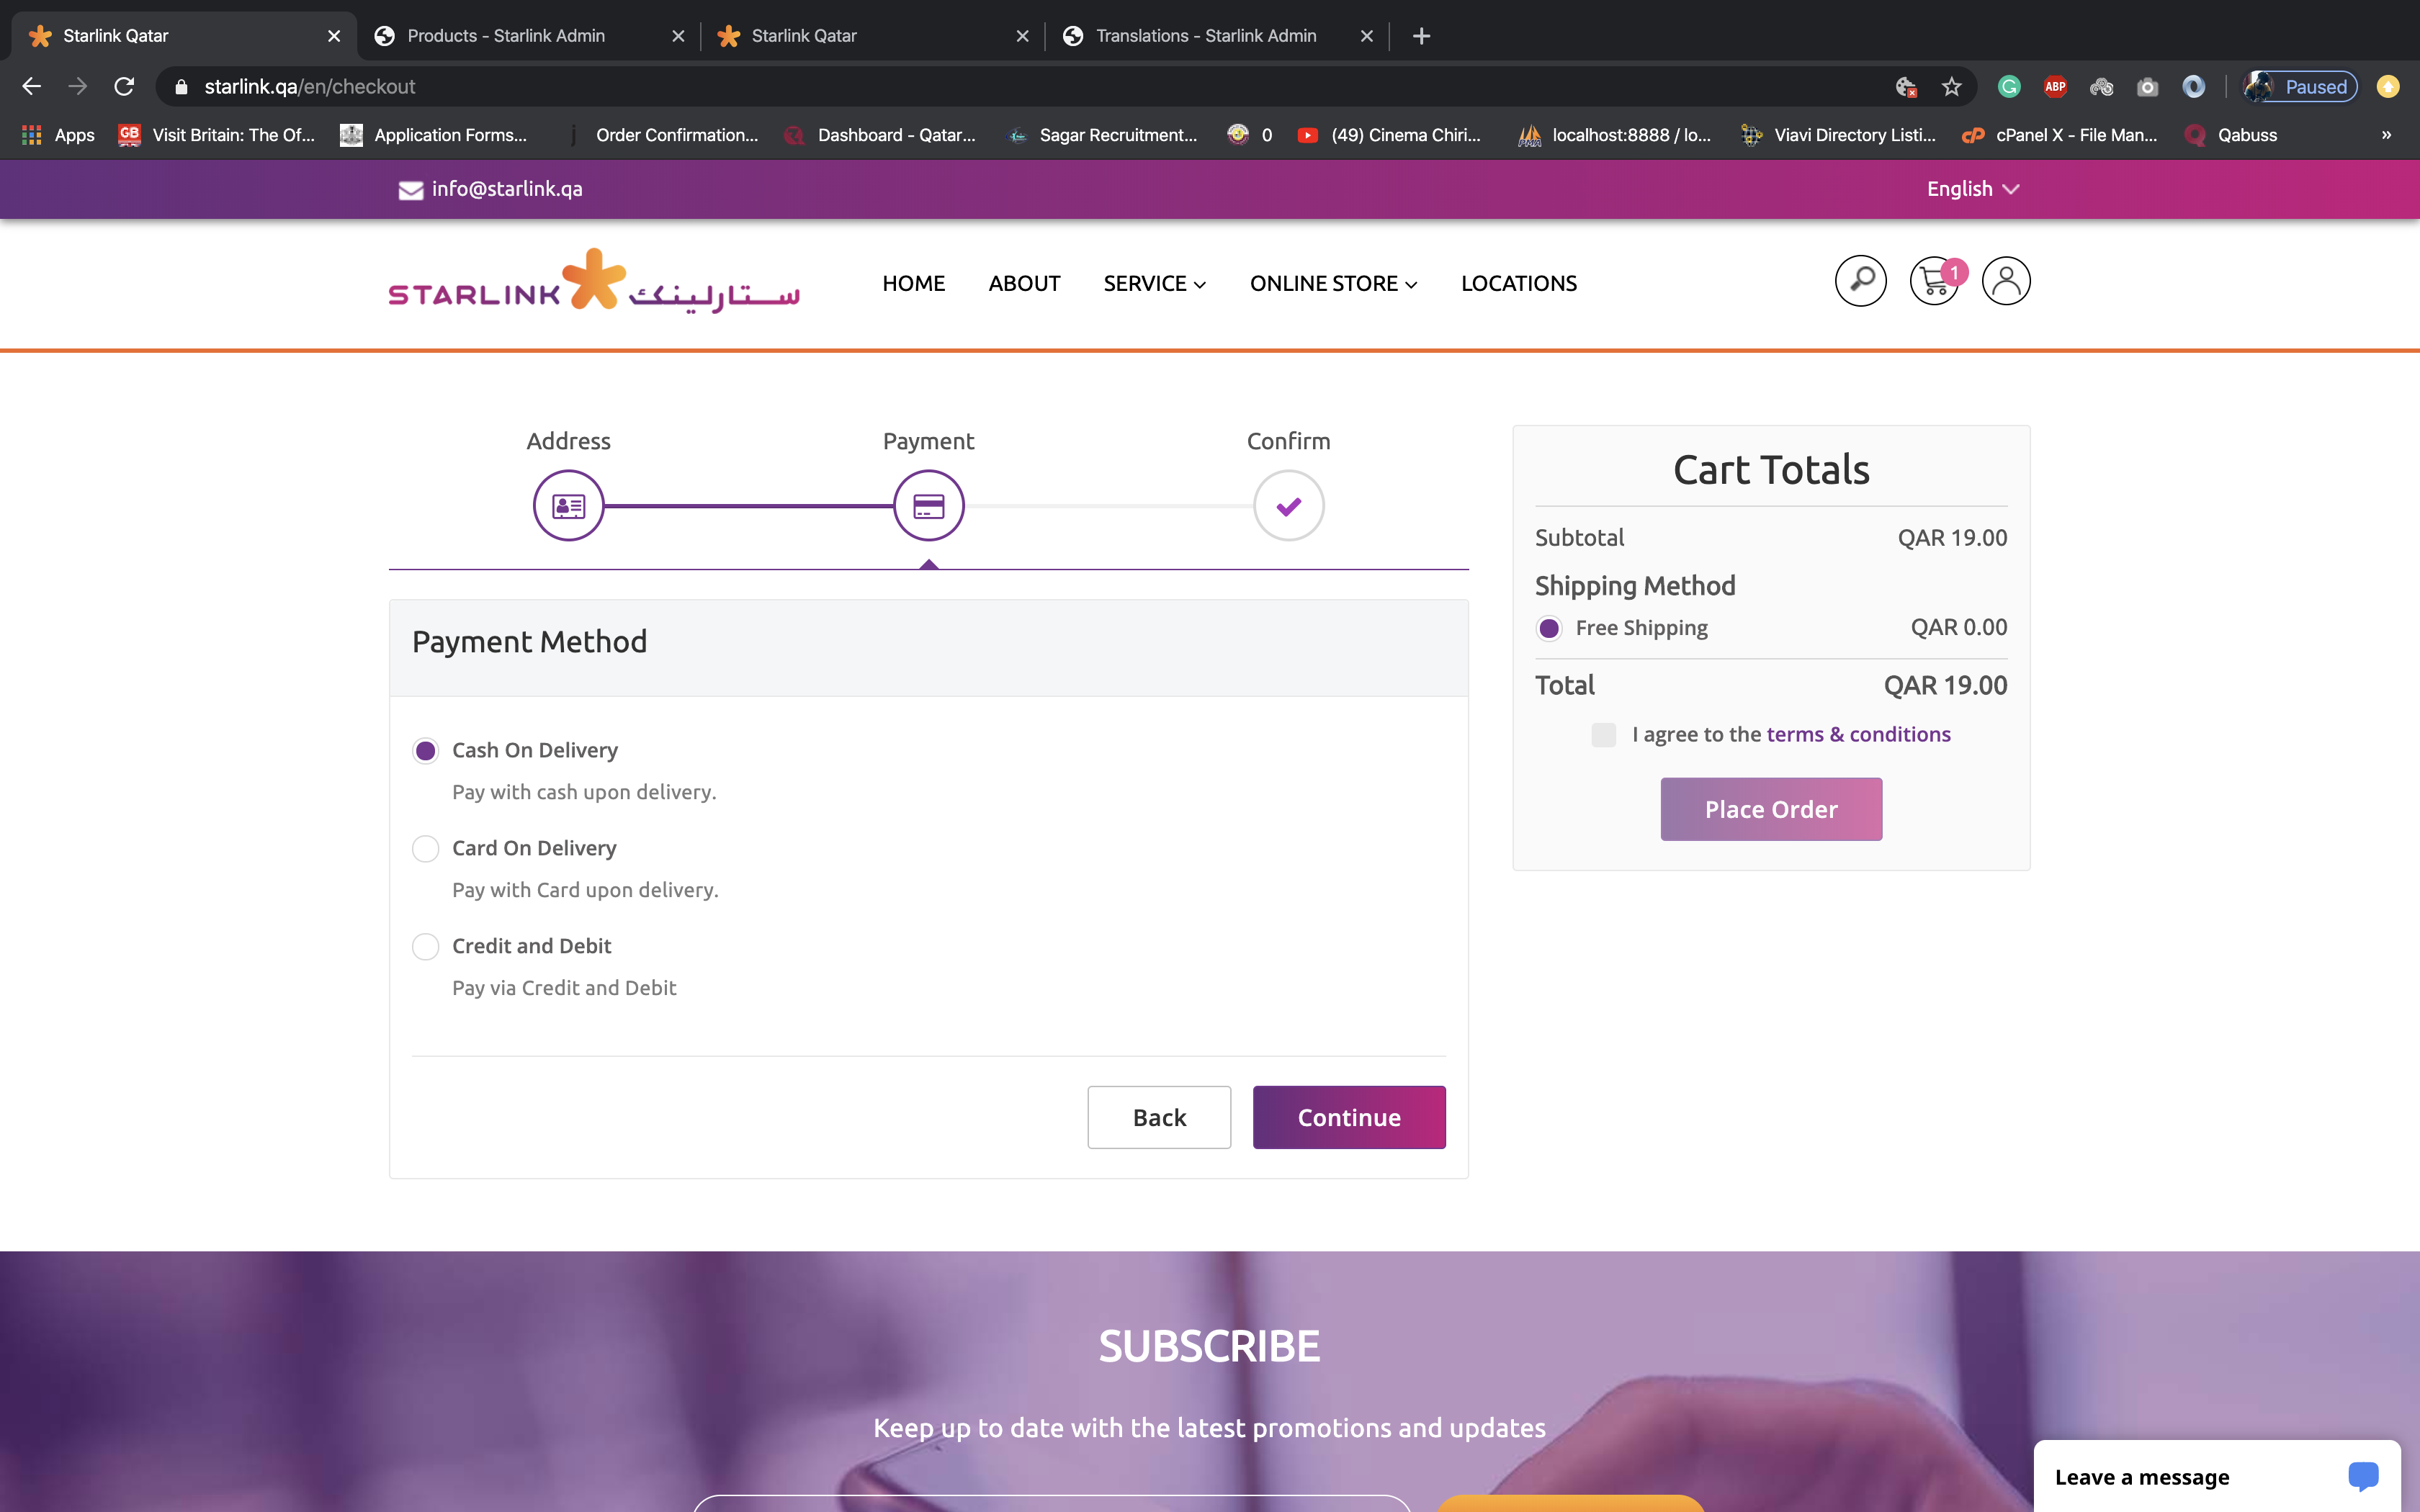 Starlink Qatar
Products - Starlink Admin
Starlink Qatar
Translations - Starlink Admin
starlink.qa/en/checkout
ABP
Paused
Apps
GB
Visit Britain: The Of...
Application Forms...
j
Order Confirmation...
Dashboard - Qatar...
Sagar Recruitment...
0
(49) Cinema Chiri...
PMA
localhost:8888 / lo...
Viavi Directory Listi...
cP
cPanel X - File Man...
Qabuss
»
info@starlink.qa
English
STARLINK ستارلينك
HOME
ABOUT
SERVICE
ONLINE STORE
LOCATIONS
1
Address
Payment
Confirm
Payment Method
Cash On Delivery
Pay with cash upon delivery.
Card On Delivery
Pay with Card upon delivery.
Credit and Debit
Pay via Credit and Debit
Back
Continue
Cart Totals
Subtotal QAR 19.00
Shipping Method
Free Shipping QAR 0.00
Total QAR 19.00
I agree to the terms & conditions
Place Order
SUBSCRIBE
Keep up to date with the latest promotions and updates
Leave a message